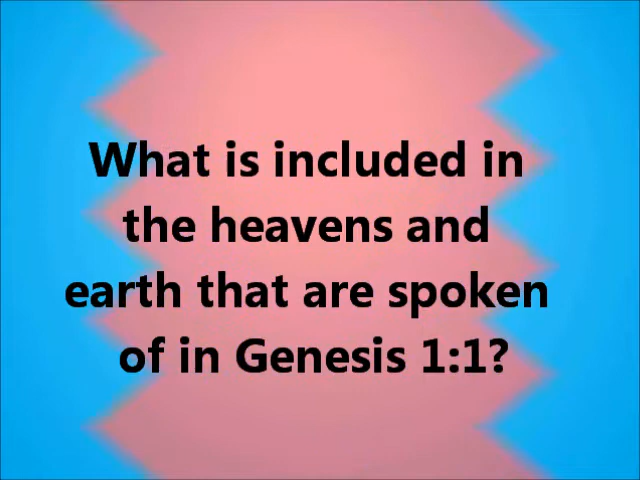 What is included in
the heavens and
earth that are spoken
of in Genesis 1:1?